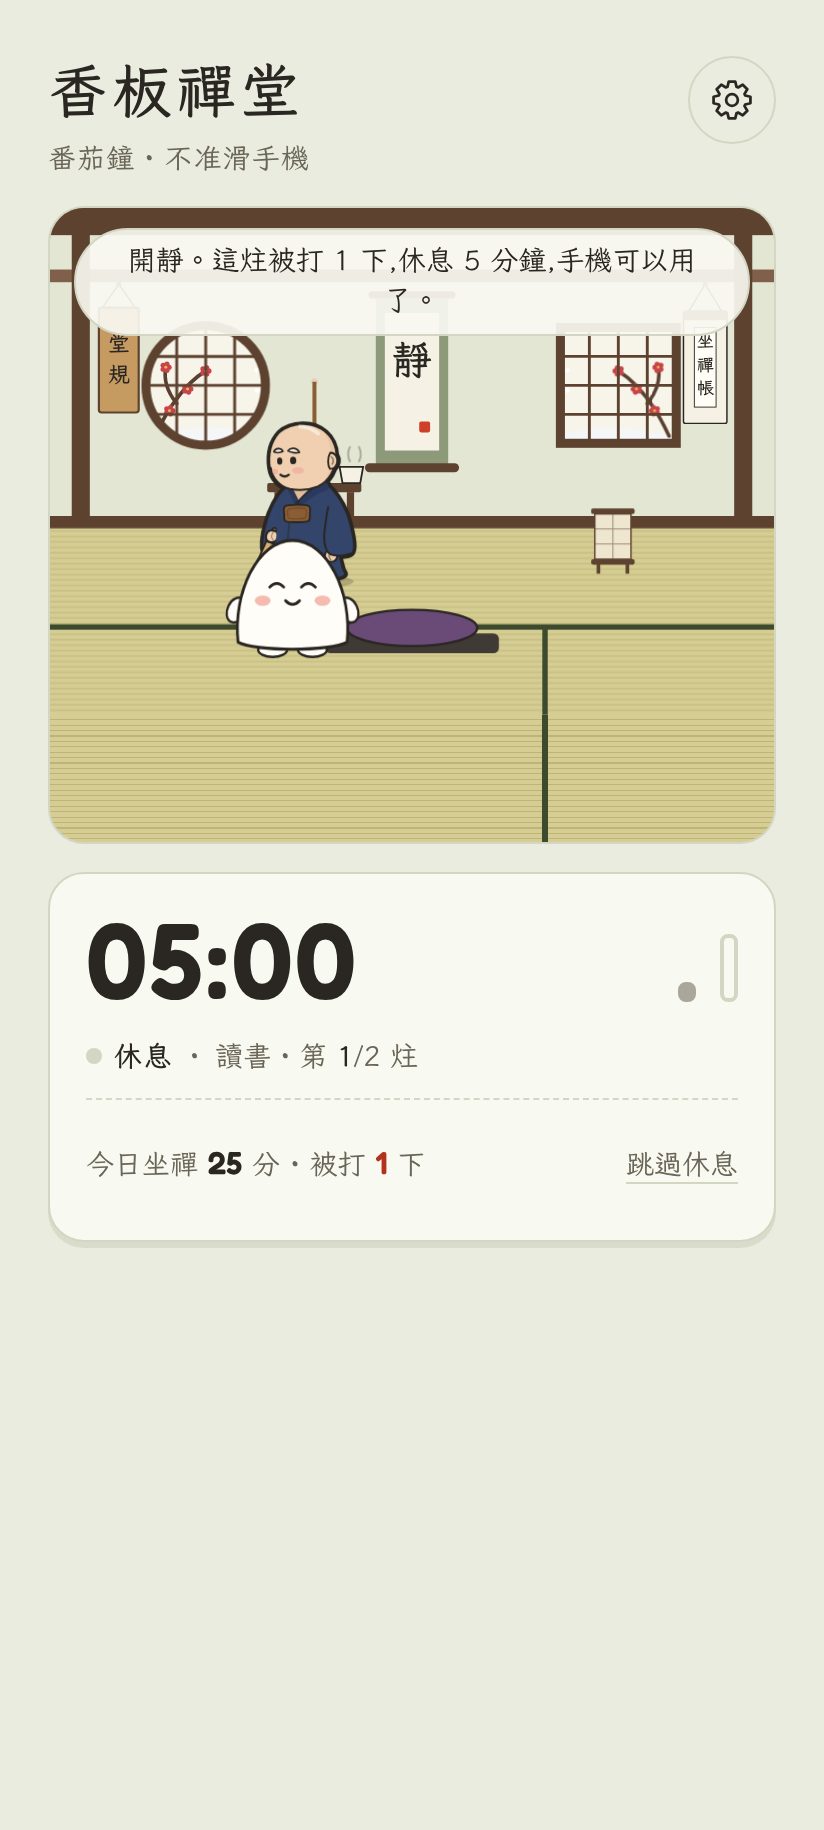 香板禪堂
番茄鐘・不准滑手機
開靜。這炷被打 1 下,休息 5 分鐘,手機可以用
了。
堂規
靜
坐禪帳
05:00
休息 ・ 讀書・第 1/2 炷
今日坐禪 25 分・被打 1 下
跳過休息